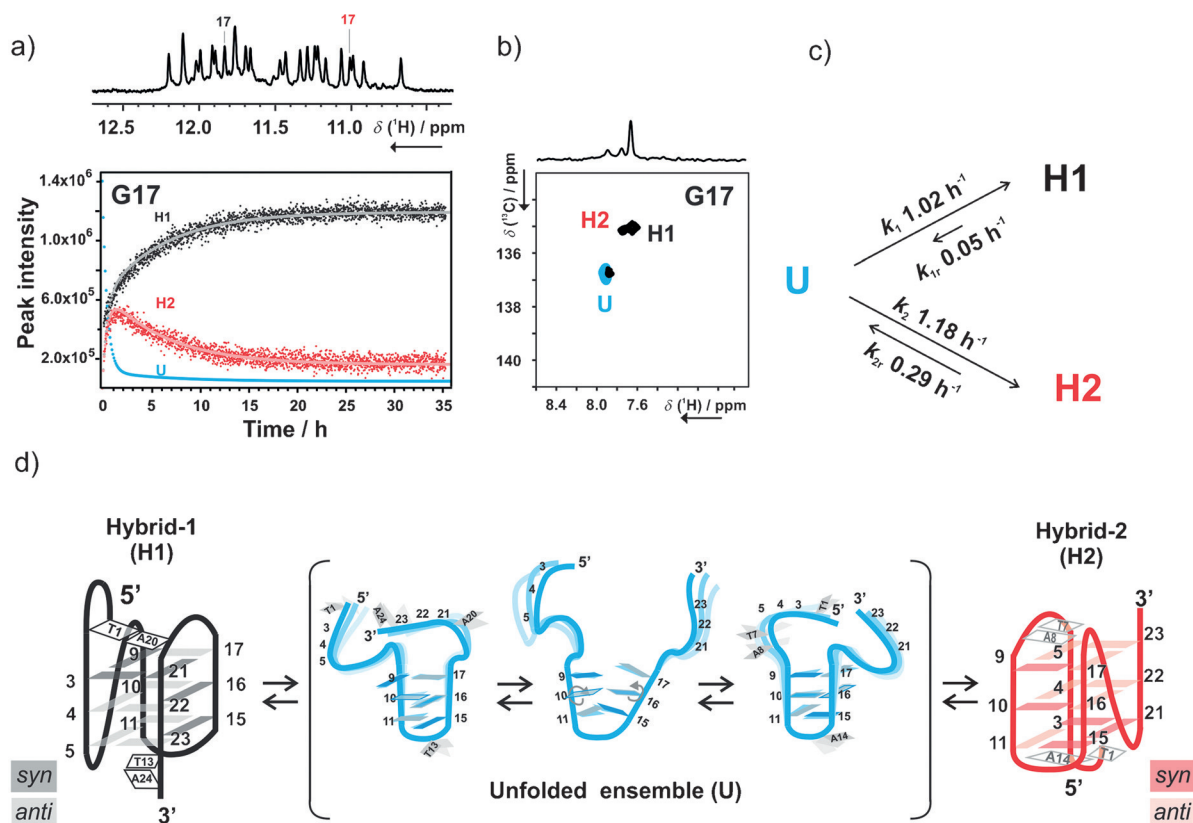 a)
17 17
12.5 12.0 11.5 11.0
δ (¹H) / ppm
G17
Peak intensity
1.4x10⁶
1.0x10⁶
6.0x10⁵
2.0x10⁵
H1
H2
U
0 5 10 15 20 25 30 35
Time / h
b)
G17
δ (¹³C) / ppm
134
136
138
140
H2
H1
U
8.4 8.0 7.6
δ (¹H) / ppm
c)
H1
k₁ 1.02 h⁻¹
k₁ᵣ 0.05 h⁻¹
U
k₂ 1.18 h⁻¹
k₂ᵣ 0.29 h⁻¹
H2
d)
Hybrid-1
(H1)
5’
T1 A20
9 17
3 21
10 16
4 22
11 15
5 23
T13
A24
3’
syn
anti
T1 5’
A24 23 22 21 A20
3 3’
4
5
9 17
10 16
11 15
T13
3 5’
4
5
3’
23
22
21
9 17
10
11 15
5 4 3 T1 5’ 3’
T7 23
A8 22
21
9 17
10 16
11 15
A14
Unfolded ensemble (U)
Hybrid-2
(H2)
3’
T7
A8
9 5 23
17
4 22
10 16
3 21
11 15
A14 T1
5’
syn
anti